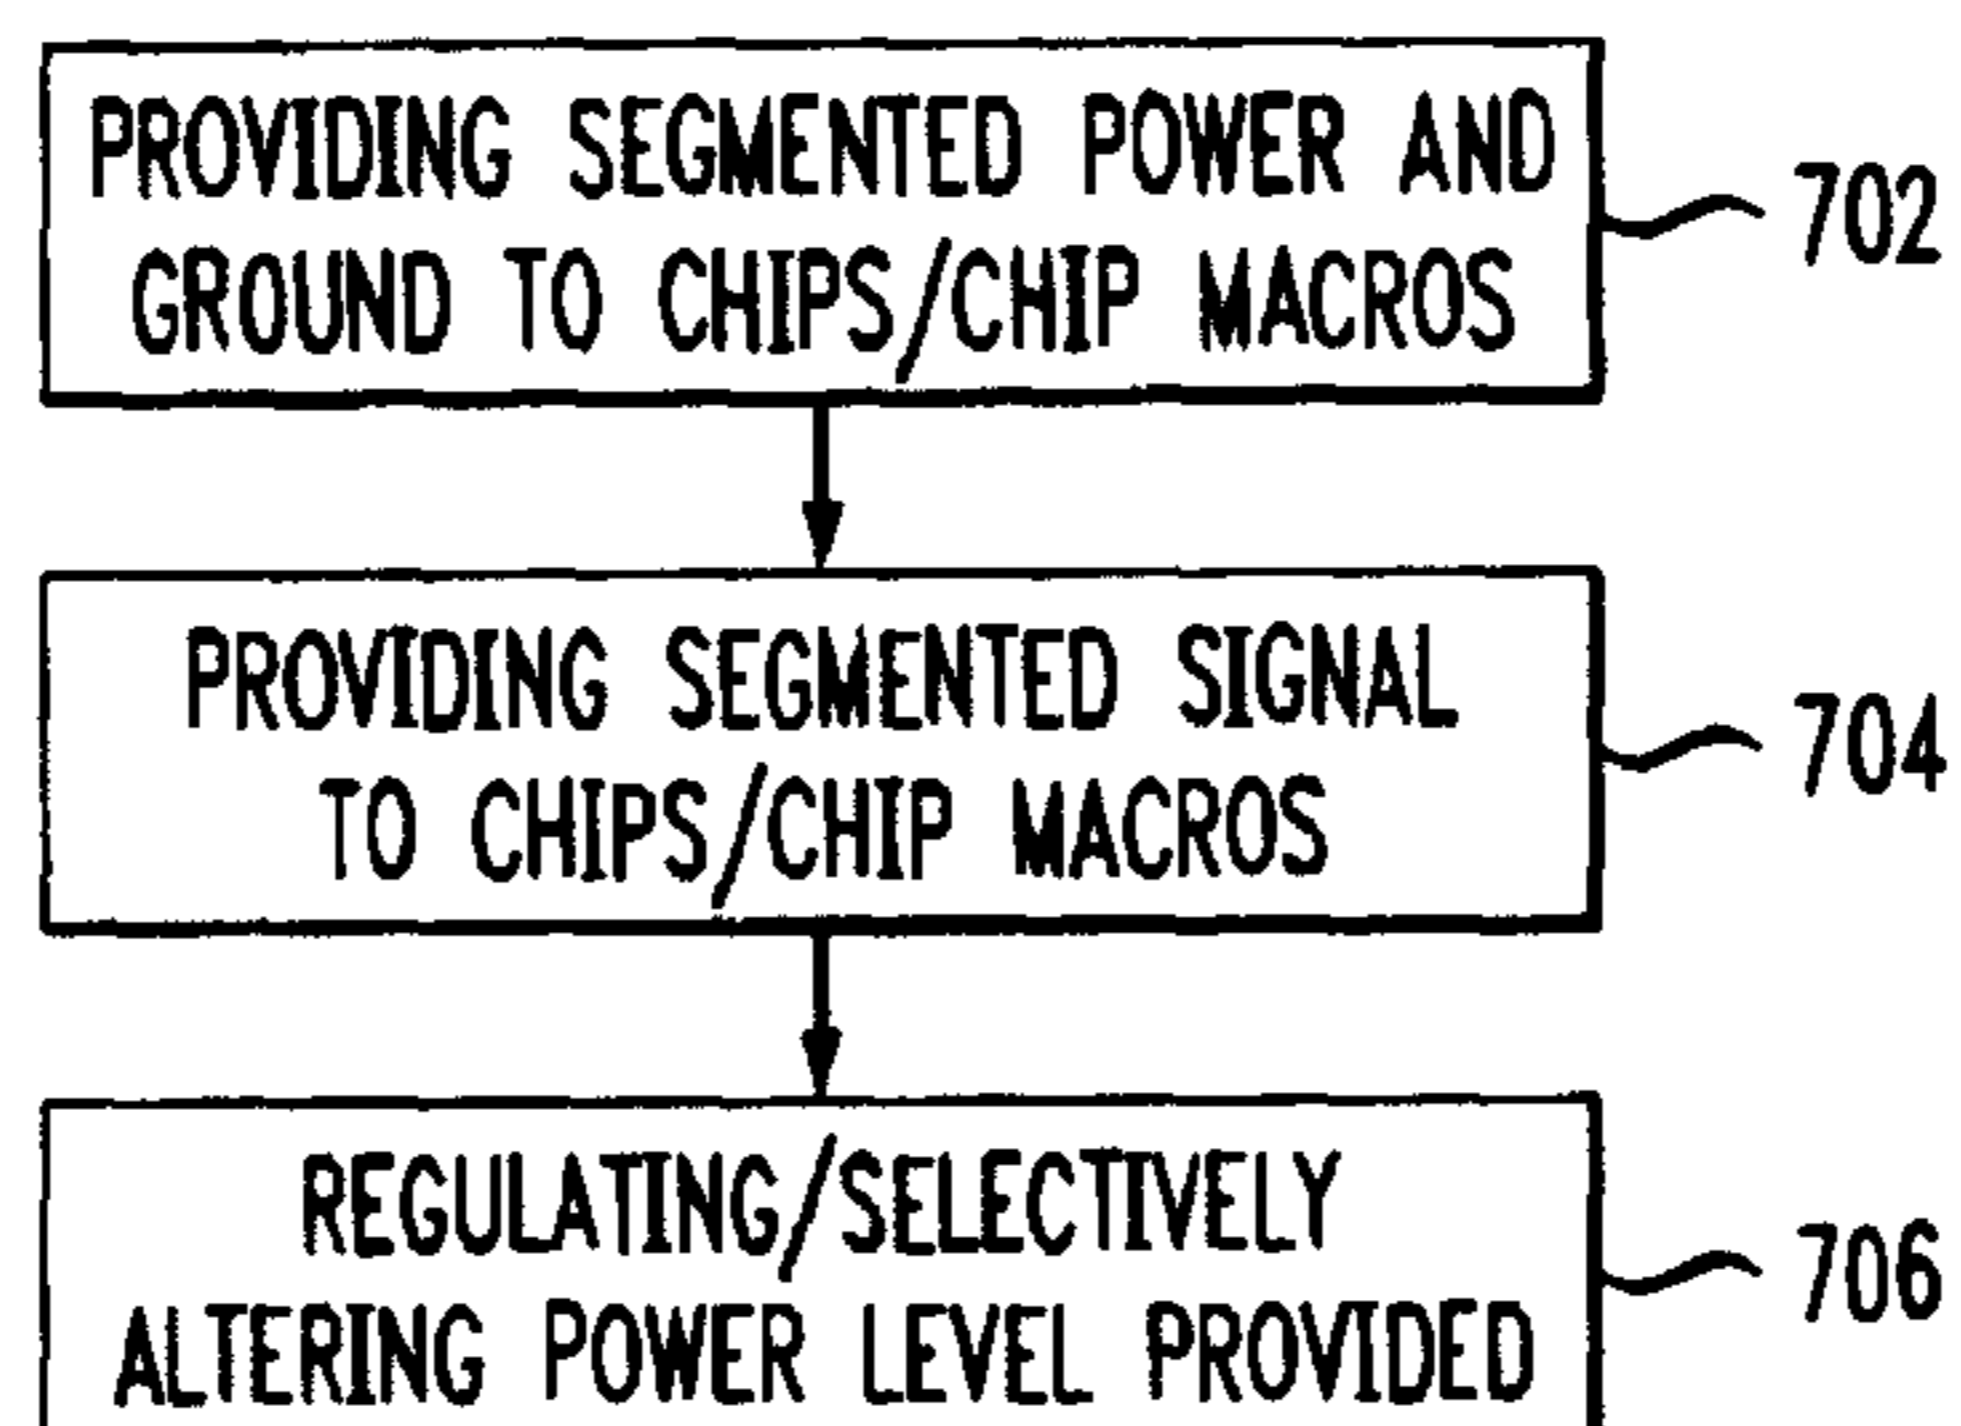 PROVIDING SEGMENTED POWER AND
GROUND TO CHIPS/CHIP MACROS
702
PROVIDING SEGMENTED SIGNAL
TO CHIPS/CHIP MACROS
704
REGULATING/SELECTIVELY
ALTERING POWER LEVEL PROVIDED
706